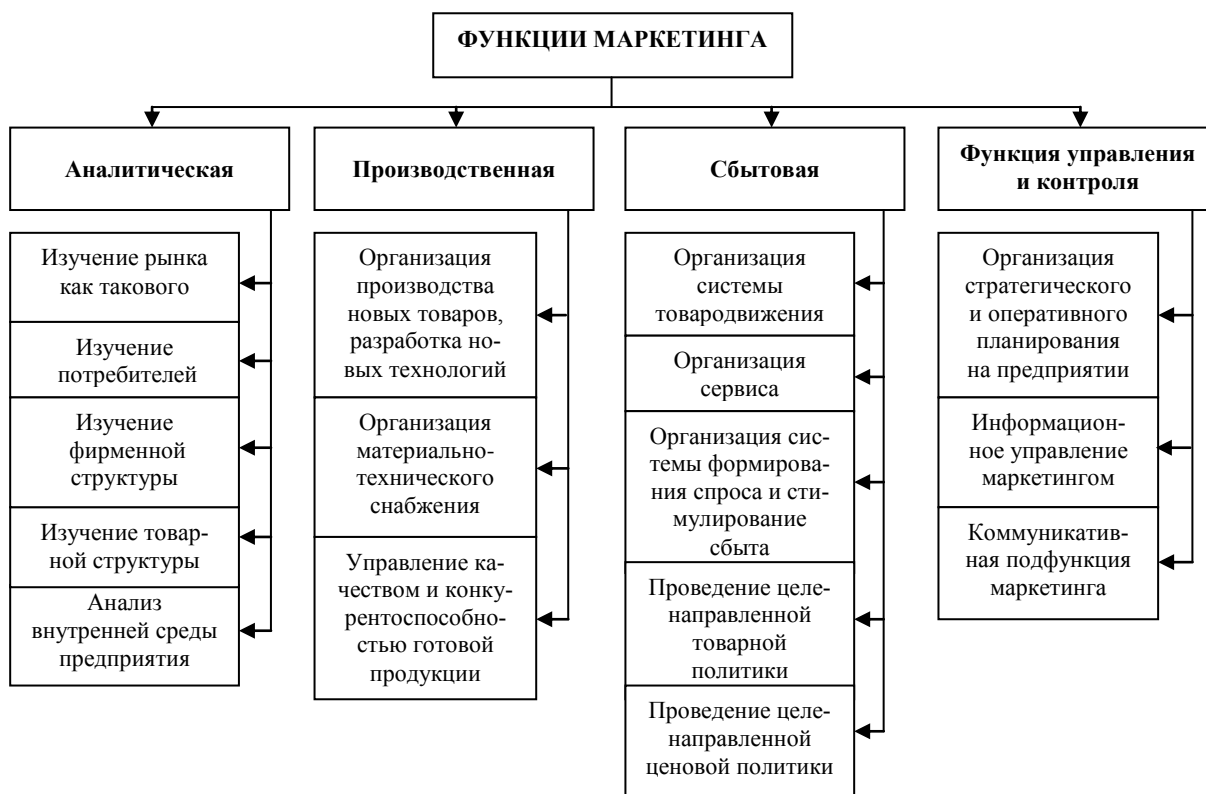 ФУНКЦИИ МАРКЕТИНГА
Аналитическая
Изучение рынка
как такового
Изучение
потребителей
Изучение
фирменной
структуры
Изучение товар-
ной структуры
Анализ
внутренней среды
предприятия
Производственная
Организация
производства
новых товаров,
разработка но-
вых технологий
Организация
материально-
технического
снабжения
Управление ка-
чеством и конку-
рентоспособно-
стью готовой
продукции
Сбытовая
Организация
системы
товародвижения
Организация
сервиса
Организация сис-
темы формирова-
ния спроса и сти-
мулирование
сбыта
Проведение целе-
направленной
товарной
политики
Проведение целе-
направленной
ценовой политики
Функция управления
и контроля
Организация
стратегического
и оперативного
планирования
на предприятии
Информацион-
ное управление
маркетингом
Коммуникатив-
ная подфункция
маркетинга